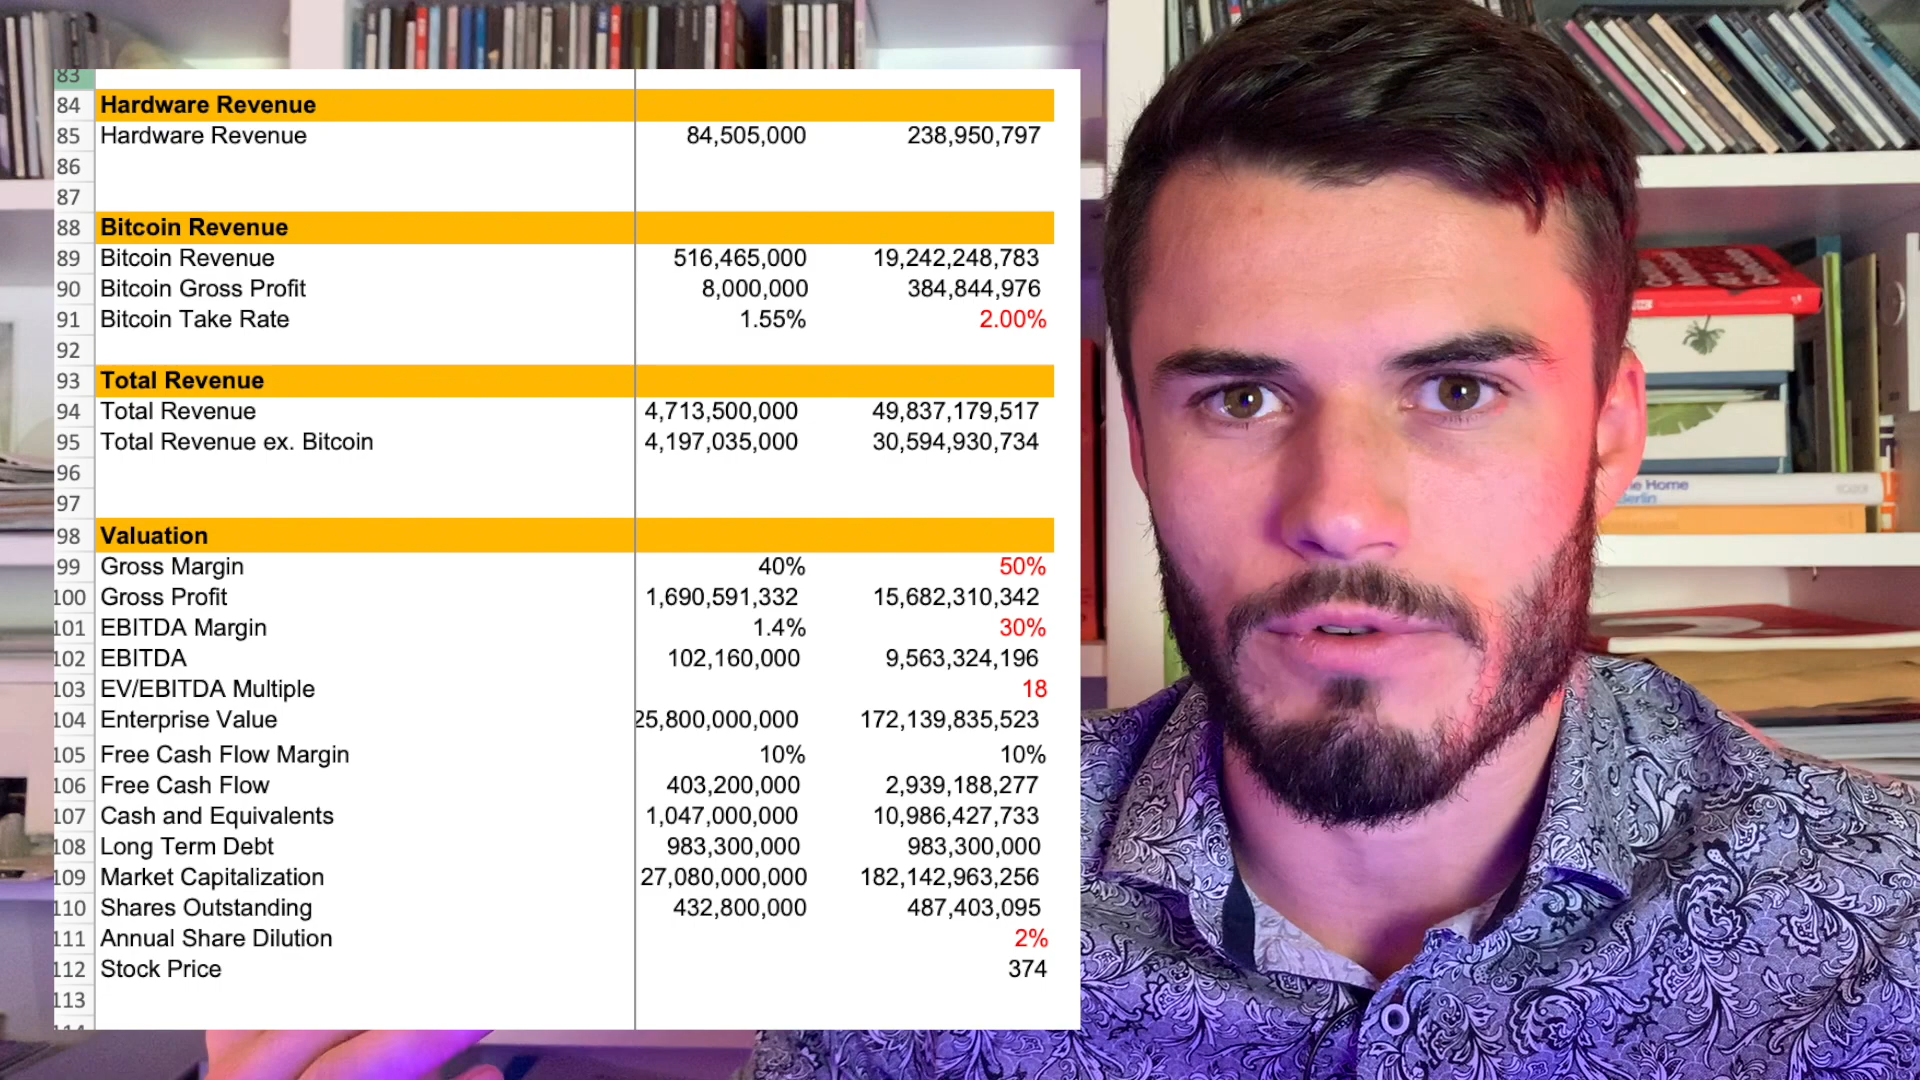 83
84 Hardware Revenue
85 Hardware Revenue 84,505,000 238,950,797
86
87
88 Bitcoin Revenue
89 Bitcoin Revenue 516,465,000 19,242,248,783
90 Bitcoin Gross Profit 8,000,000 384,844,976
91 Bitcoin Take Rate 1.55% 2.00%
92
93 Total Revenue
94 Total Revenue 4,713,500,000 49,837,179,517
95 Total Revenue ex. Bitcoin 4,197,035,000 30,594,930,734
96
97
98 Valuation
99 Gross Margin 40% 50%
100 Gross Profit 1,690,591,332 15,682,310,342
101 EBITDA Margin 1.4% 30%
102 EBITDA 102,160,000 9,563,324,196
103 EV/EBITDA Multiple 18
104 Enterprise Value 25,800,000,000 172,139,835,523
105 Free Cash Flow Margin 10% 10%
106 Free Cash Flow 403,200,000 2,939,188,277
107 Cash and Equivalents 1,047,000,000 10,986,427,733
108 Long Term Debt 983,300,000 983,300,000
109 Market Capitalization 27,080,000,000 182,142,963,256
110 Shares Outstanding 432,800,000 487,403,095
111 Annual Share Dilution 2%
112 Stock Price 374
113
Home
Berlin